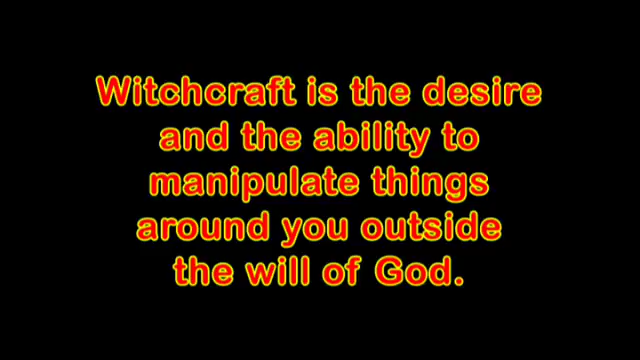 Witchcraft is the desire
and the ability to
manipulate things
around you outside
the will of God.